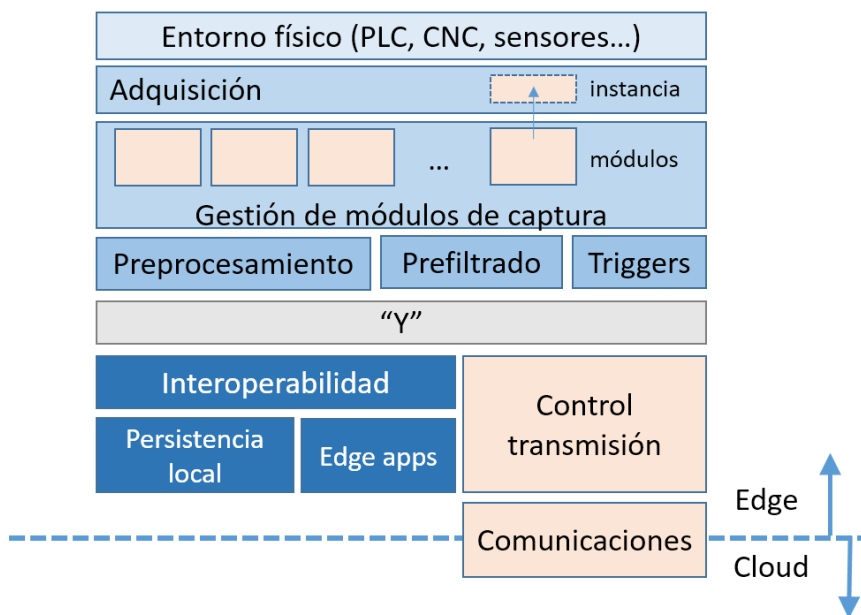 Entorno físico (PLC, CNC, sensores...)
Adquisición
instancia
...
módulos
Gestión de módulos de captura
Preprocesamiento
Prefiltrado
Triggers
“Y”
Interoperabilidad
Control
transmisión
Persistencia
local
Edge apps
Edge
Comunicaciones
Cloud